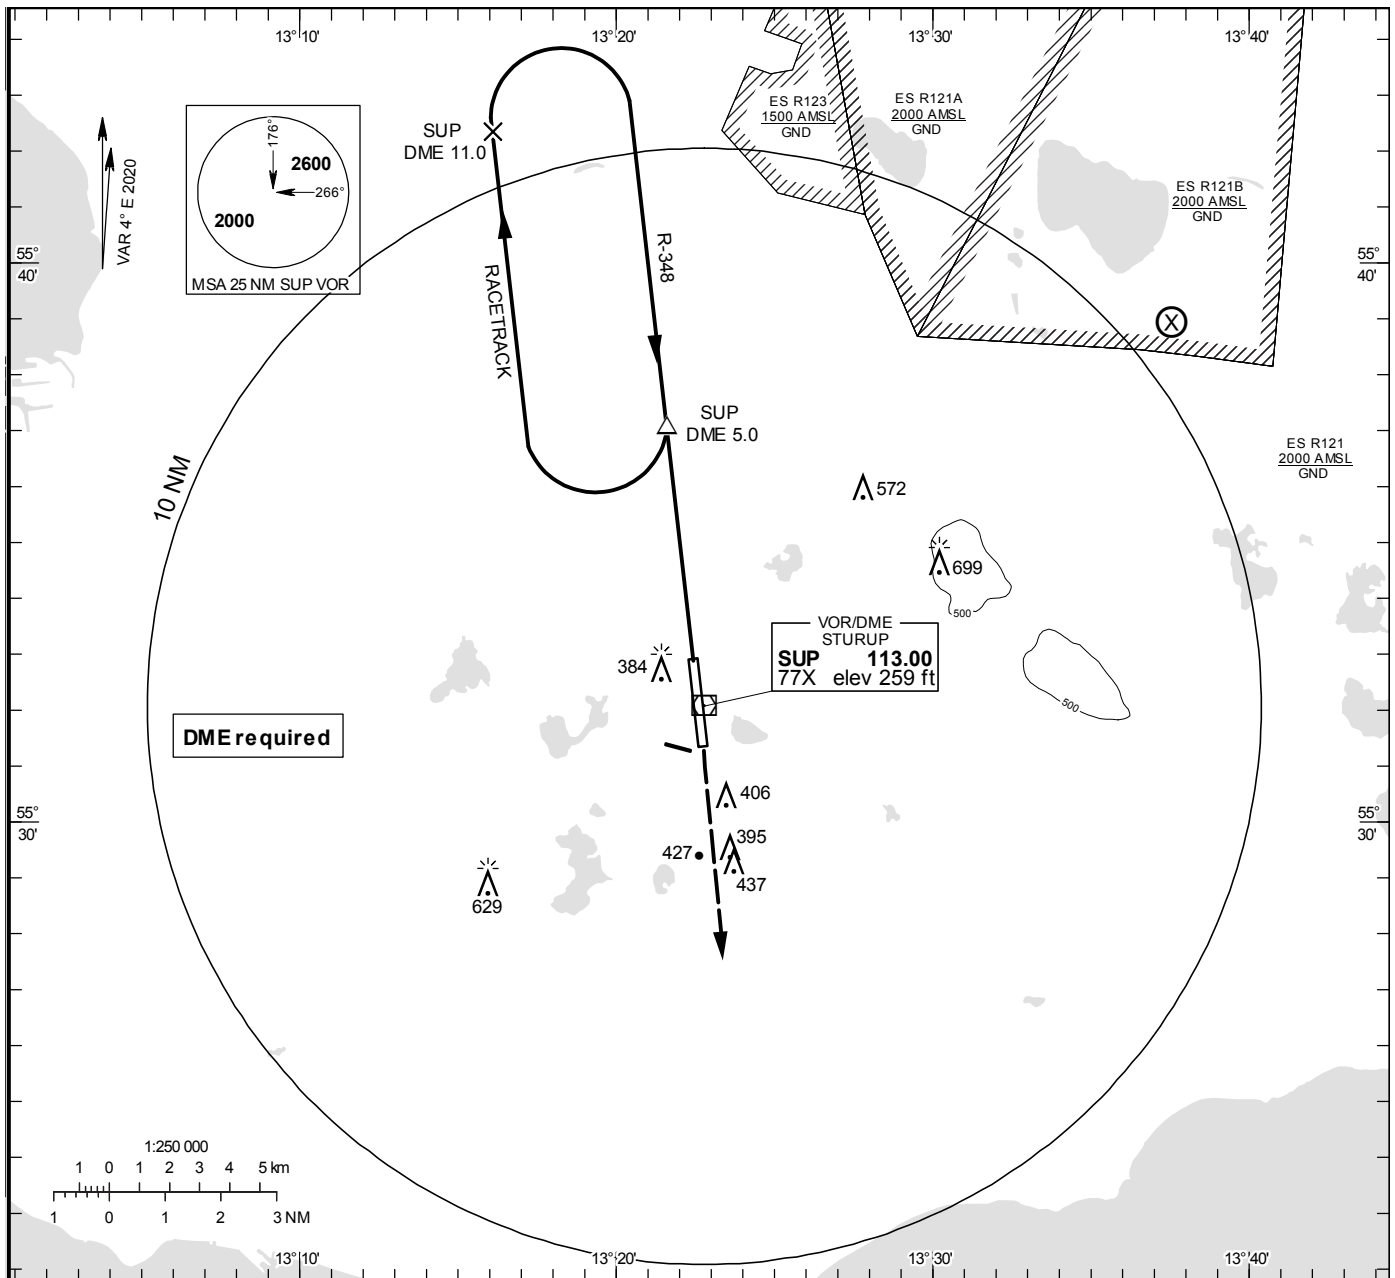 13°10'
13°20'
13°30'
13°40'
VAR 4° E 2020
176°
2600
266°
2000
MSA 25 NM SUP VOR
SUP
DME 11.0
R-348
RACETRACK
ES R123
1500 AMSL
GND
ES R121A
2000 AMSL
GND
ES R121B
2000 AMSL
GND
X
55°
40'
55°
40'
SUP
DME 5.0
ES R121
2000 AMSL
GND
10 NM
572
699
500
500
VOR/DME
STURUP
SUP 113.00
77X elev 259 ft
384
DME required
406
395
427
437
629
55°
30'
55°
30'
1:250 000
1 0 1 2 3 4 5 km
1 0 1 2 3 NM
13°10'
13°20'
13°30'
13°40'